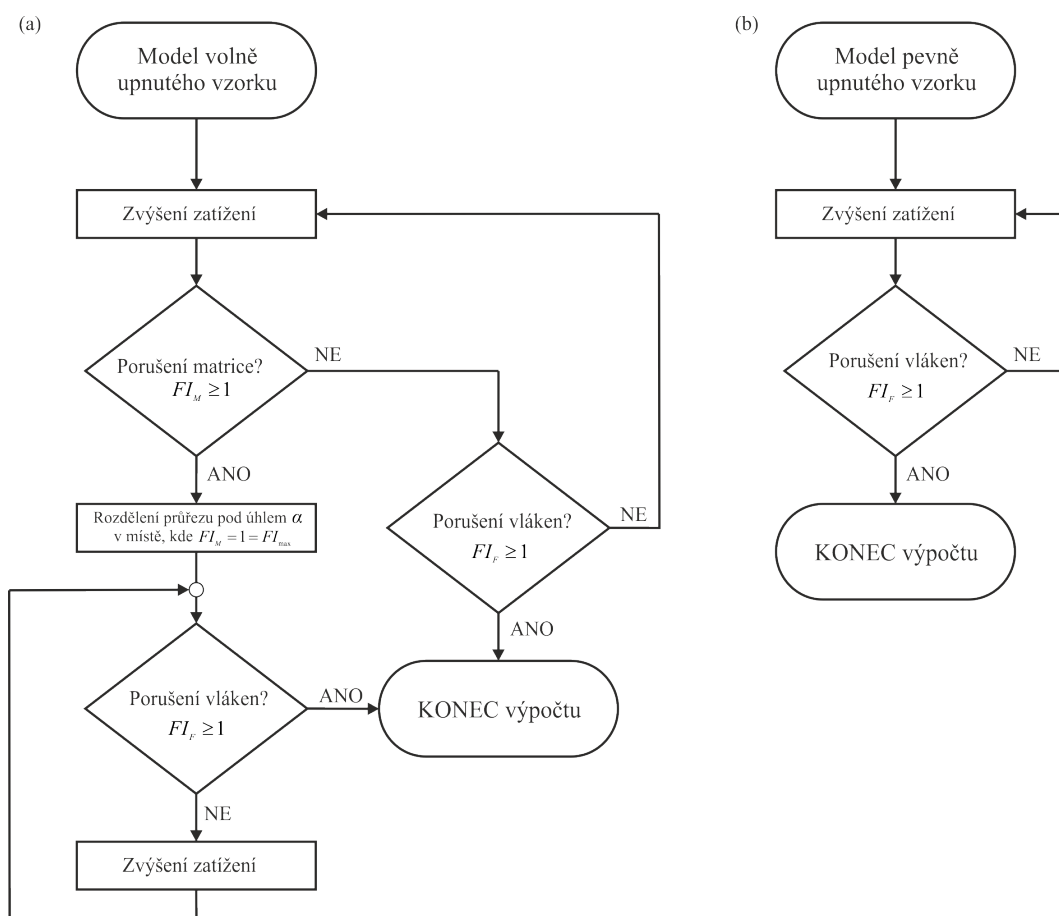 (a)
Model volně
upnutého vzorku
Zvýšení zatížení
Porušení matrice?
FI_M ≥ 1
NE
ANO
Rozdělení průřezu pod úhlem α
v místě, kde FI_M = 1 = FI_max
Porušení vláken?
FI_F ≥ 1
NE
ANO
Porušení vláken?
FI_F ≥ 1
ANO
KONEC výpočtu
NE
Zvýšení zatížení
(b)
Model pevně
upnutého vzorku
Zvýšení zatížení
Porušení vláken?
FI_F ≥ 1
NE
ANO
KONEC výpočtu